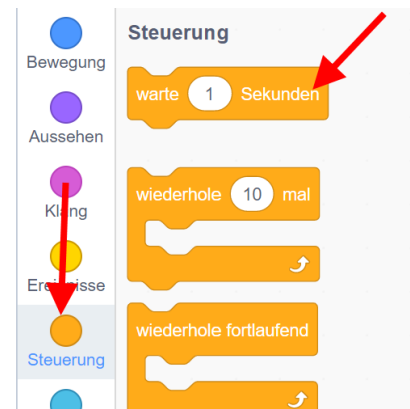 Steuerung
Bewegung
warte 1 Sekunden
Aussehen
wiederhole 10 mal
Klang
Ereignisse
wiederhole fortlaufend
Steuerung